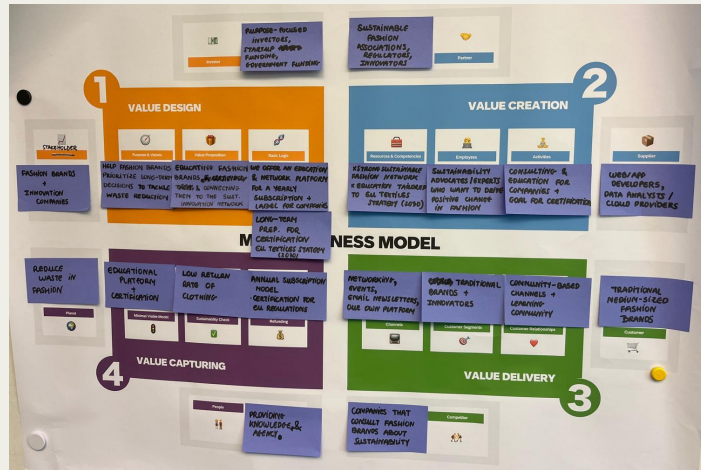 PURPOSE-FOCUSED
INVESTORS,
STARTUP
FUNDING,
GOVERNMENT FUNDING
Investor
SUSTAINABLE
FASHION
ASSOCIATIONS,
REGULATORS,
INNOVATORS
Partner
1
VALUE DESIGN
2
VALUE CREATION
STAKEHOLDER
FASHION BRANDS
+
INNOVATION
COMPANIES
Purpose & Vision
HELP FASHION BRANDS
PRIORITIZE LONG-TERM
DECISIONS TO TACKLE
WASTE REDUCTION
Value Proposition
EDUCATING FASHION
BRANDS,
& CONNECTING
THEM TO THE SUST.
INNOVATION NETWORK
Basic Logic
WE OFFER AN EDUCATION
& NETWORK PLATFORM
FOR A YEARLY
SUBSCRIPTION +
LABEL FOR COMPANIES
LONG-TERM
PREP. FOR
CERTIFICATION
EU TEXTILES STRATEGY
(2030)
Resources & Competencies
STRONG SUSTAINABLE
FASHION NETWORK
EDUCATION TAILORED
TO EU TEXTILES
STRATEGY (2030)
Employees
SUSTAINABILITY
ADVOCATES/EXPERTS
WHO WANT TO DRIVE
POSITIVE CHANGE
IN FASHION
Activities
CONSULTING &
EDUCATION FOR
COMPANIES +
GOAL FOR CERTIFICATION
Supplier
WEB/APP
DEVELOPERS,
DATA ANALYSTS/
CLOUD PROVIDERS
M
NESS MODEL
REDUCE
WASTE IN
FASHION
Planet
EDUCATIONAL
PLATFORM
+
CERTIFICATION
Minimal Viable Model
LOW RETURN
RATE OF
CLOTHING
Sustainability Check
ANNUAL SUBSCRIPTION
MODEL
CERTIFICATION FOR
EU REGULATIONS
Refunding
NETWORKING,
EVENTS,
EMAIL NEWSLETTERS,
OUR OWN PLATFORM
Channels
TRADITIONAL
BRANDS +
INNOVATORS
Customer Segments
COMMUNITY-BASED
CHANNELS +
LEARNING
COMMUNITY
Customer Relationships
TRADITIONAL
MEDIUM-SIZED
FASHION
BRANDS
Customer
4
VALUE CAPTURING
VALUE DELIVERY
3
People
PROVIDING
KNOWLEDGE &
AGENCY.
COMPANIES THAT
CONSULT FASHION
BRANDS ABOUT
SUSTAINABILITY
Competitor